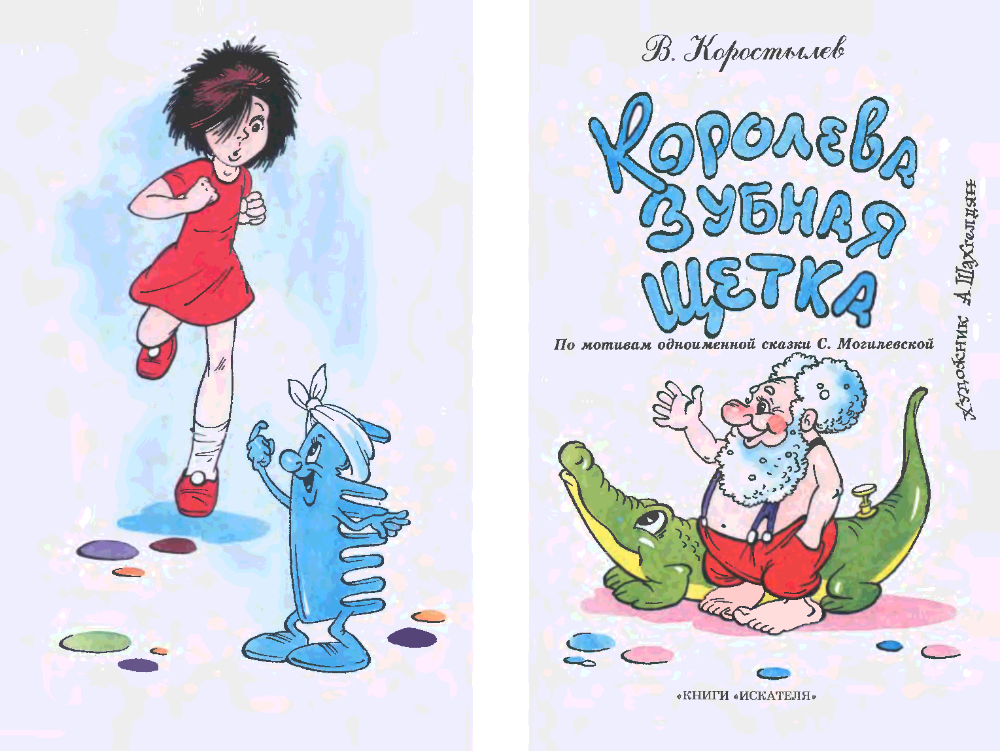 В. Коростылев
Королева
Зубная
Щетка
По мотивам одноименной сказки С. Могилевской
Художник А. Шахгелдян
«КНИГИ «ИСКАТЕЛЯ»